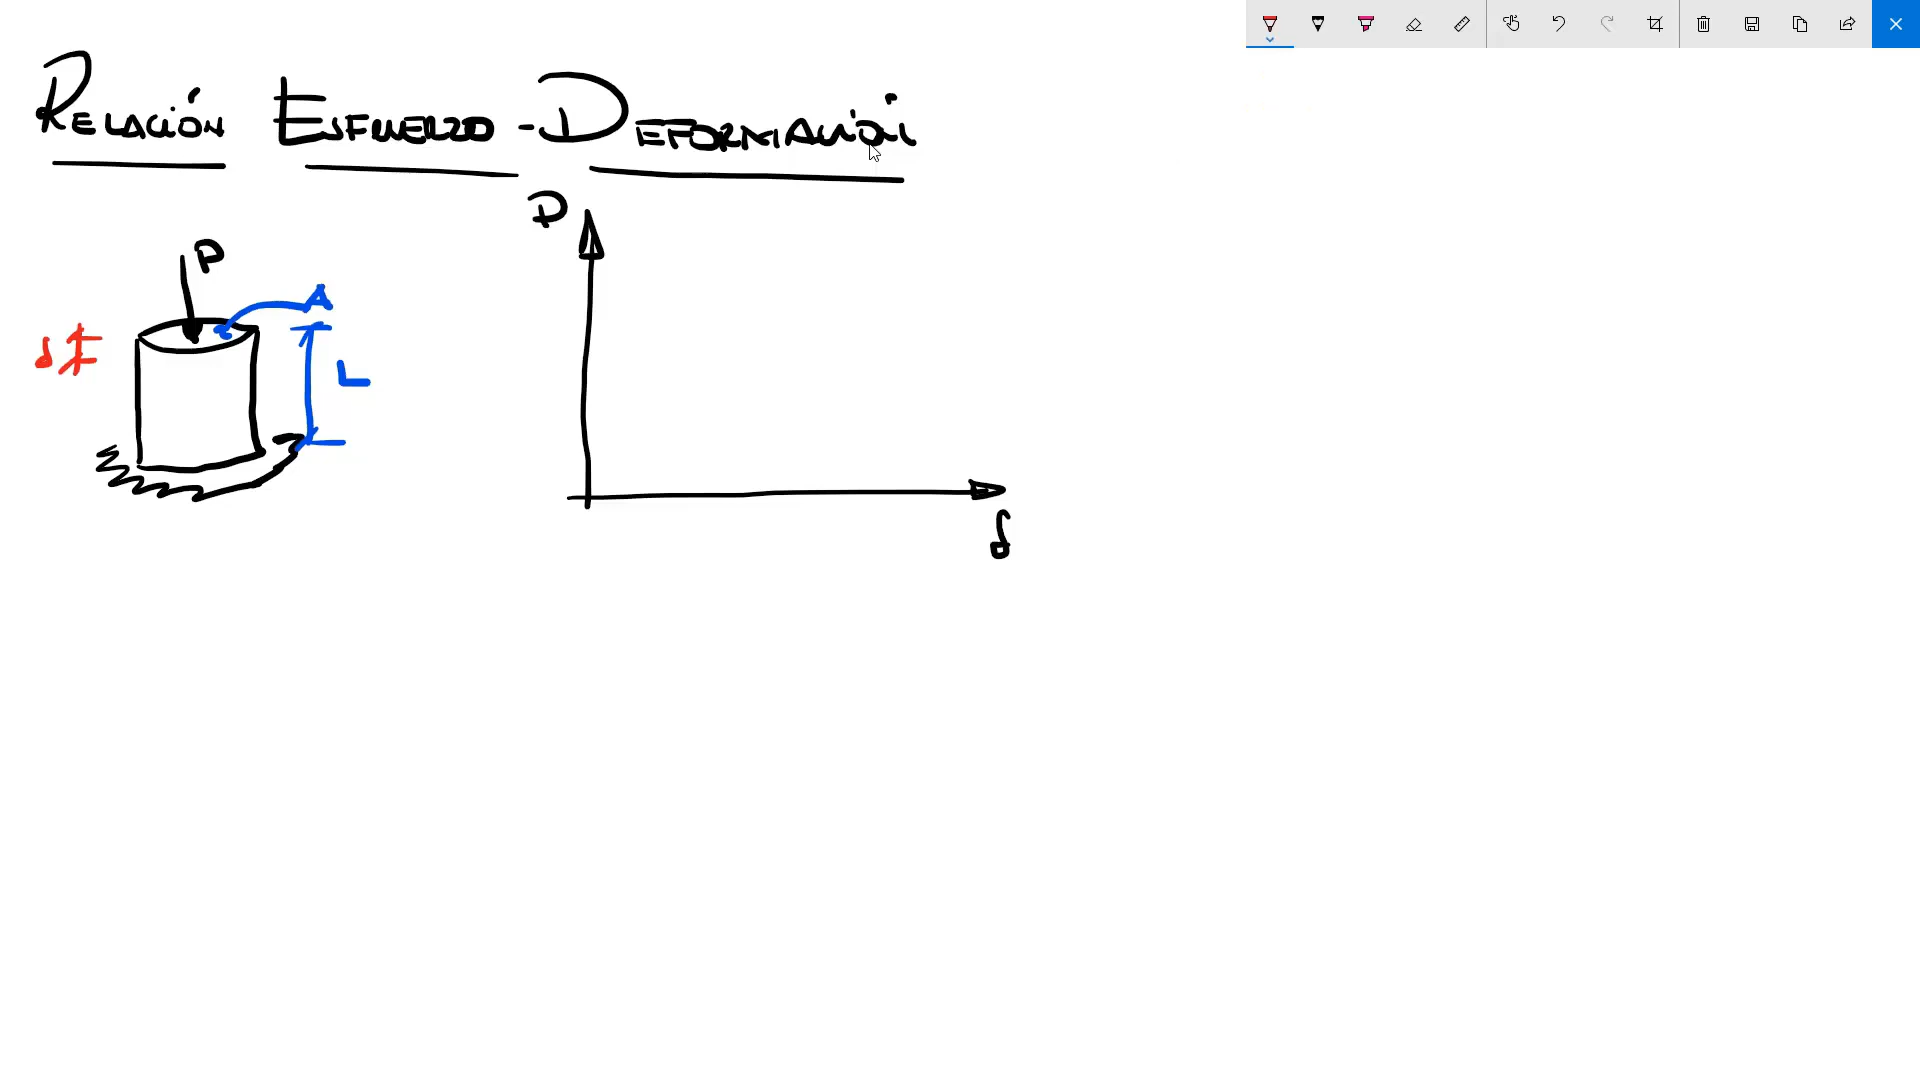 RELACIÓN ESFUERZO-DEFORMACIÓN
P
P
A
δ
L
δ